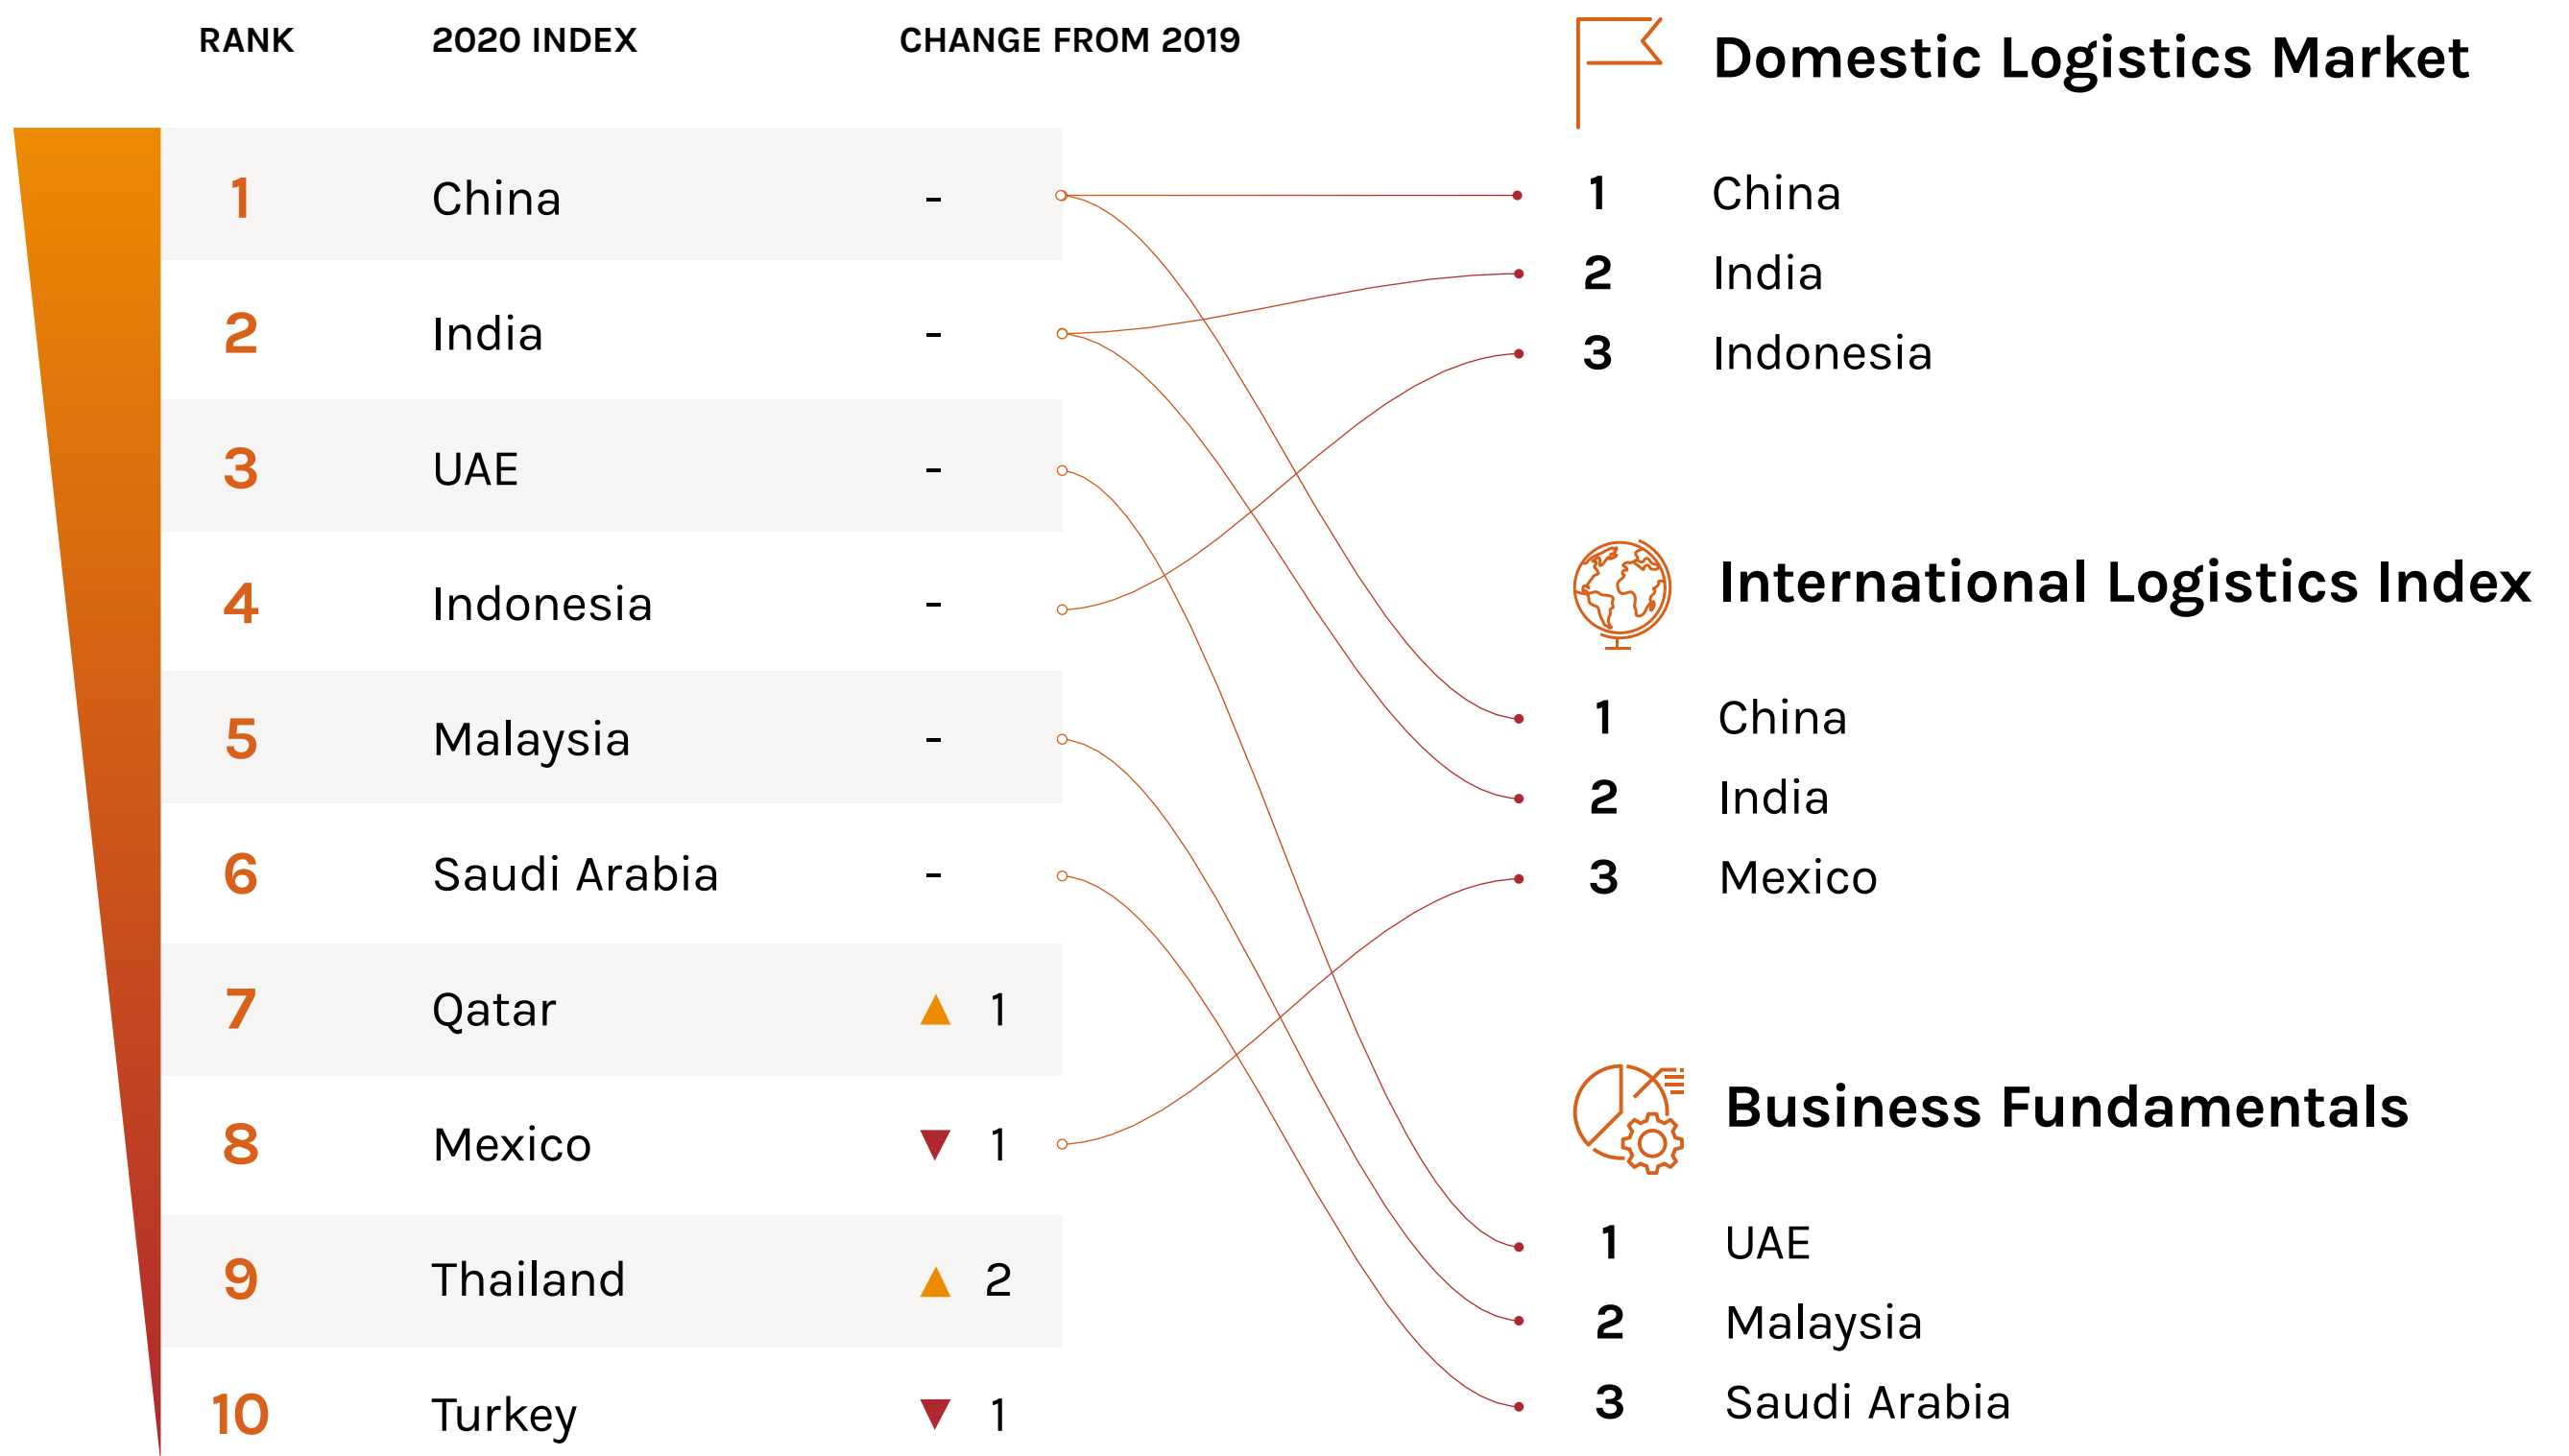 RANK 2020 INDEX CHANGE FROM 2019
1 China -
2 India -
3 UAE -
4 Indonesia -
5 Malaysia -
6 Saudi Arabia -
7 Qatar ▲ 1
8 Mexico ▼ 1
9 Thailand ▲ 2
10 Turkey ▼ 1
Domestic Logistics Market
1 China
2 India
3 Indonesia
International Logistics Index
1 China
2 India
3 Mexico
Business Fundamentals
1 UAE
2 Malaysia
3 Saudi Arabia